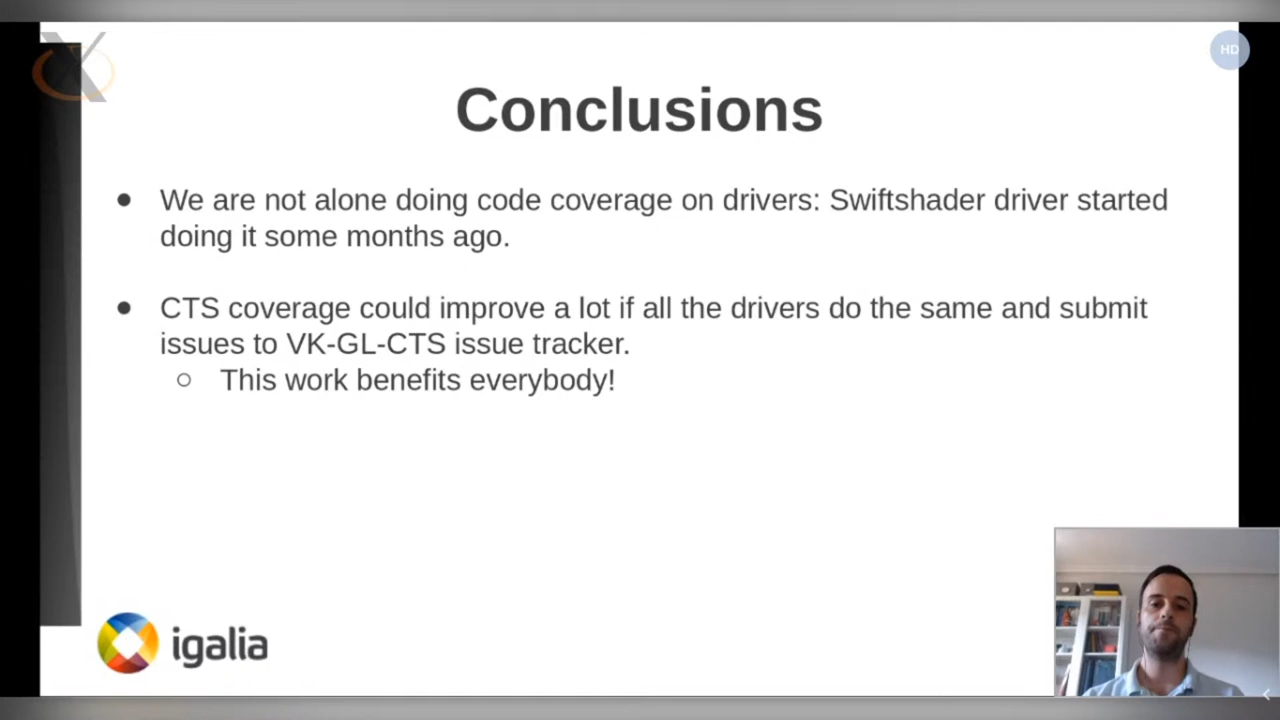 HD
Conclusions
● We are not alone doing code coverage on drivers: Swiftshader driver started
doing it some months ago.
● CTS coverage could improve a lot if all the drivers do the same and submit
issues to VK-GL-CTS issue tracker.
○ This work benefits everybody!
igalia